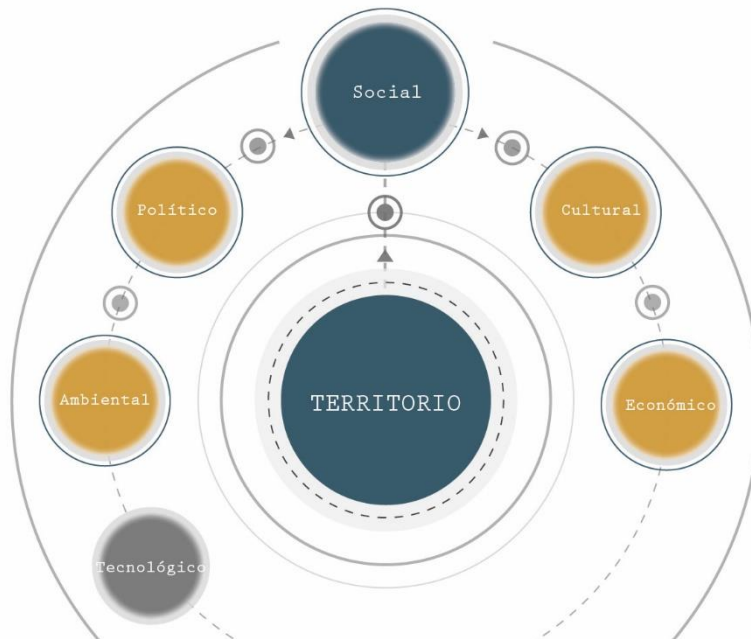 Social
Político
Cultural
Ambiental
TERRITORIO
Económico
Tecnológico